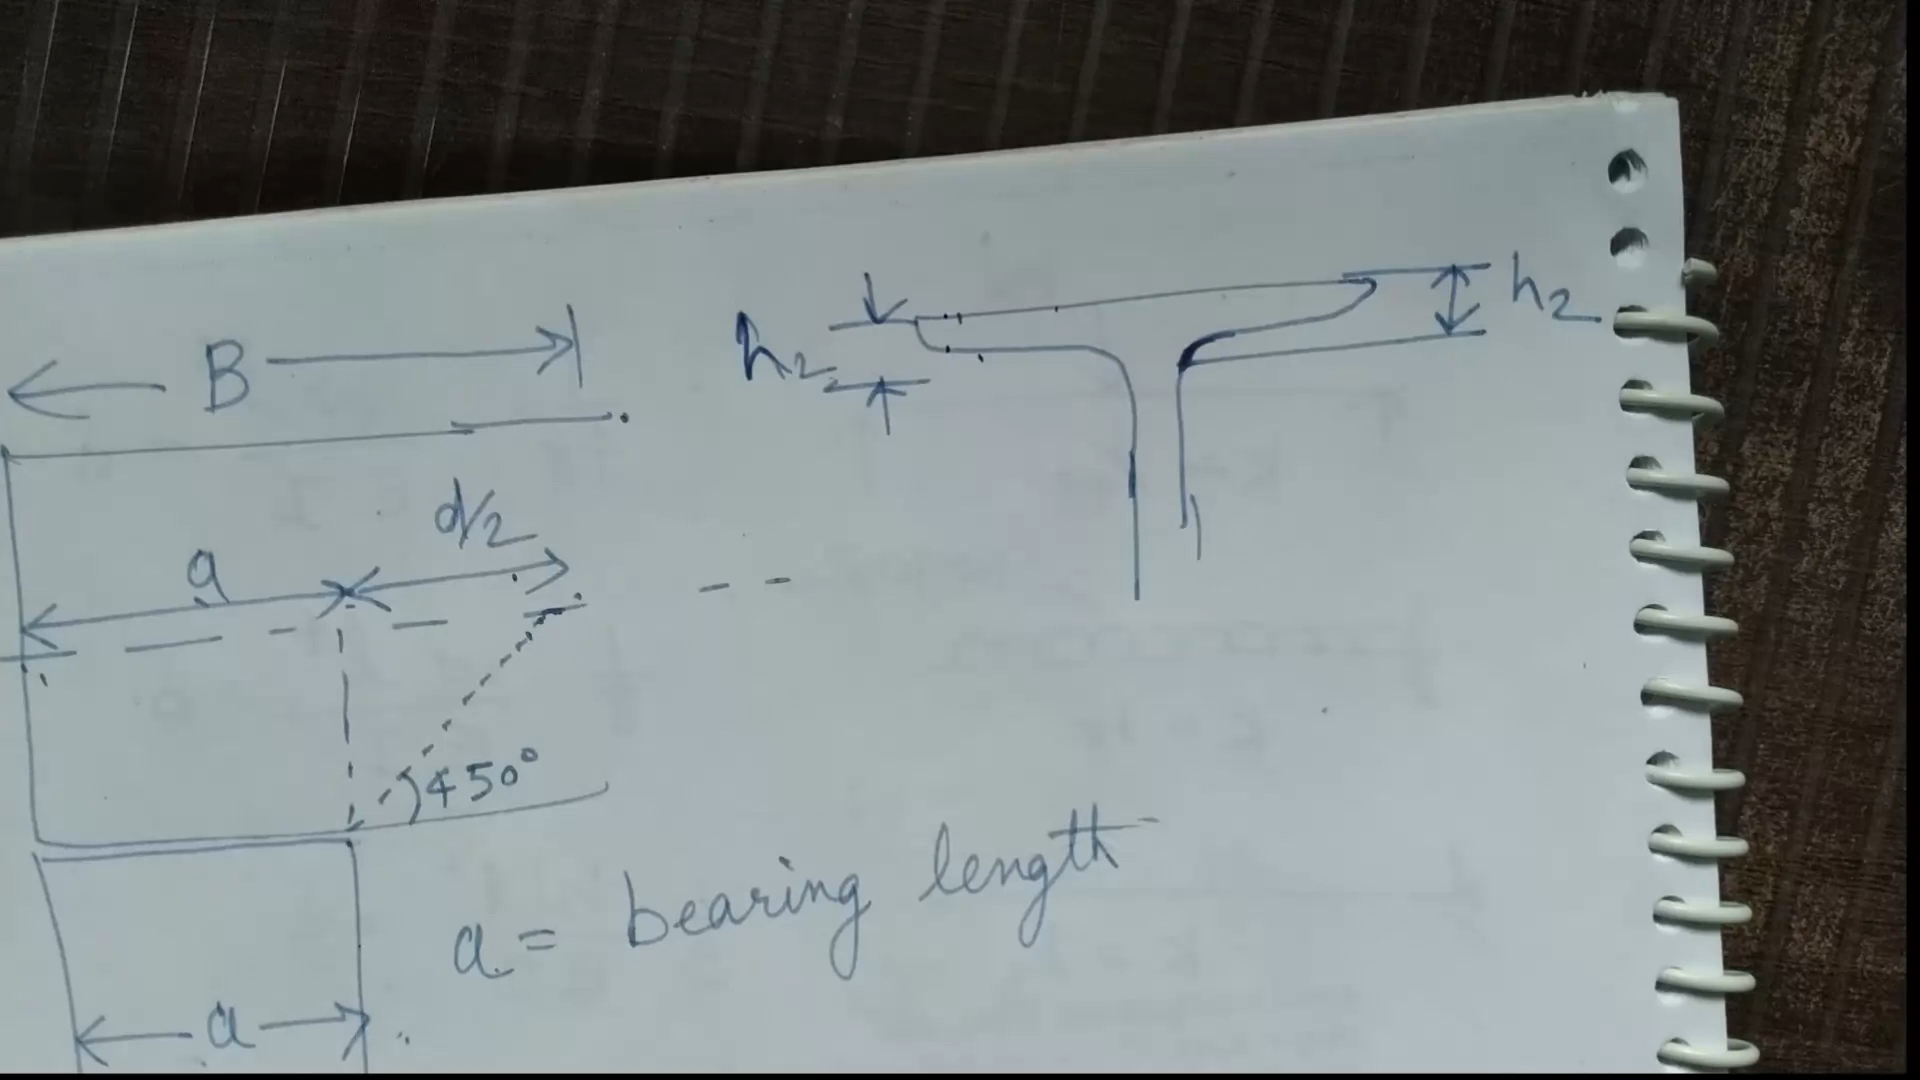 h2
h2
B
d/2
a
450°
a = bearing length
a